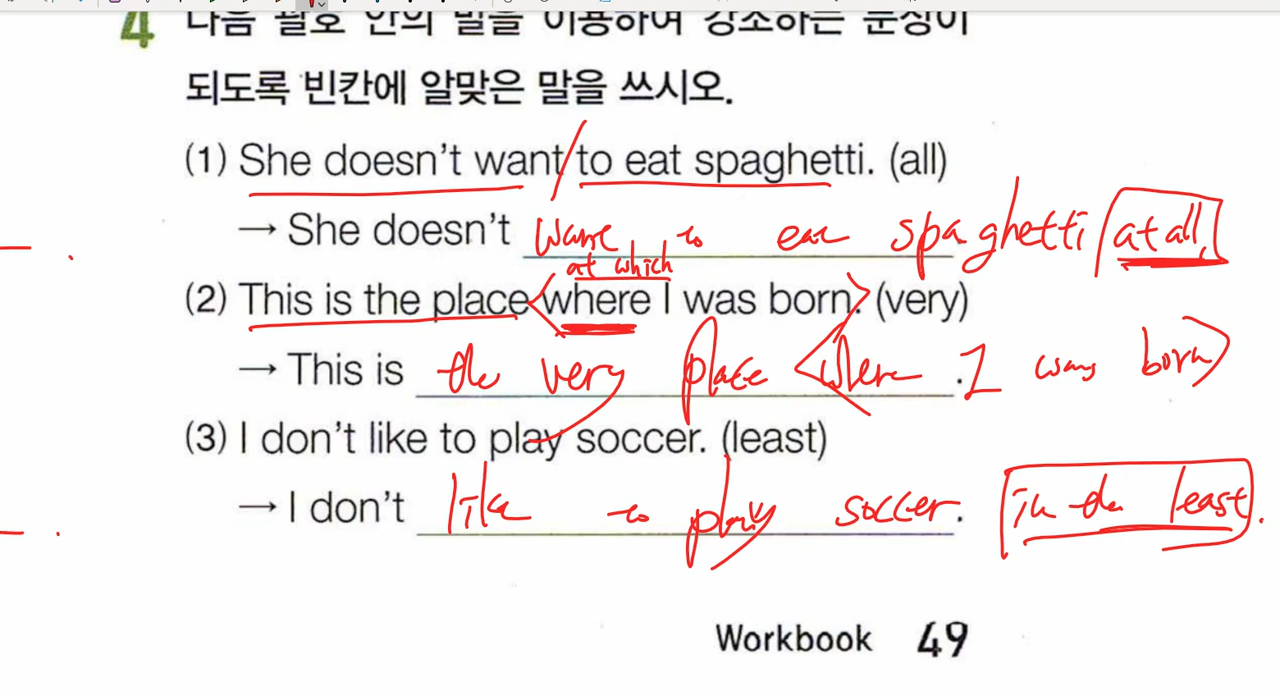 4 다음 괄호 안의 말을 이용하여 강조하는 문장이
되도록 빈칸에 알맞은 말을 쓰시오.
(1) She doesn't want / to eat spaghetti. (all)
→ She doesn't want to eat spaghetti at all.
at which
(2) This is the place <where I was born.> (very)
→ This is the very place <where . I was born>
(3) I don't like to play soccer. (least)
→ I don't like to play soccer. in the least.
Workbook 49